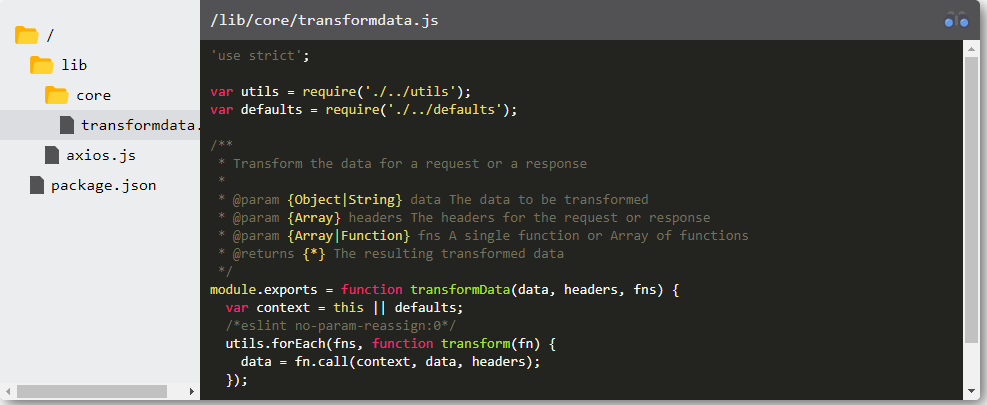 /
lib
core
transformdata.
axios.js
package.json
/lib/core/transformdata.js
'use strict';
var utils = require('./../utils');
var defaults = require('./../defaults');
/**
* Transform the data for a request or a response
*
* @param {Object|String} data The data to be transformed
* @param {Array} headers The headers for the request or response
* @param {Array|Function} fns A single function or Array of functions
* @returns {*} The resulting transformed data
*/
module.exports = function transformData(data, headers, fns) {
var context = this || defaults;
/*eslint no-param-reassign:0*/
utils.forEach(fns, function transform(fn) {
data = fn.call(context, data, headers);
});